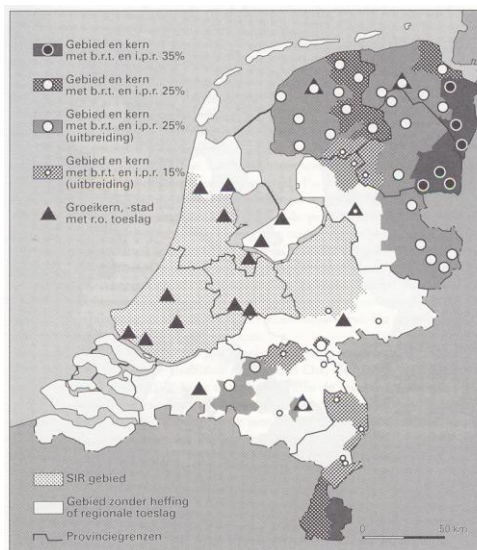 Gebied en kern
met b.r.t. en i.p.r. 35%
Gebied en kern
met b.r.t. en i.p.r. 25%
Gebied en kern
met b.r.t. en i.p.r. 25%
(uitbreiding)
Gebied en kern
met b.r.t. en i.p.r. 15%
(uitbreiding)
Groeikern, -stad
met r.o. toeslag
SIR gebied
Gebied zonder heffing
of regionale toeslag
Provinciegrenzen
0 50 km